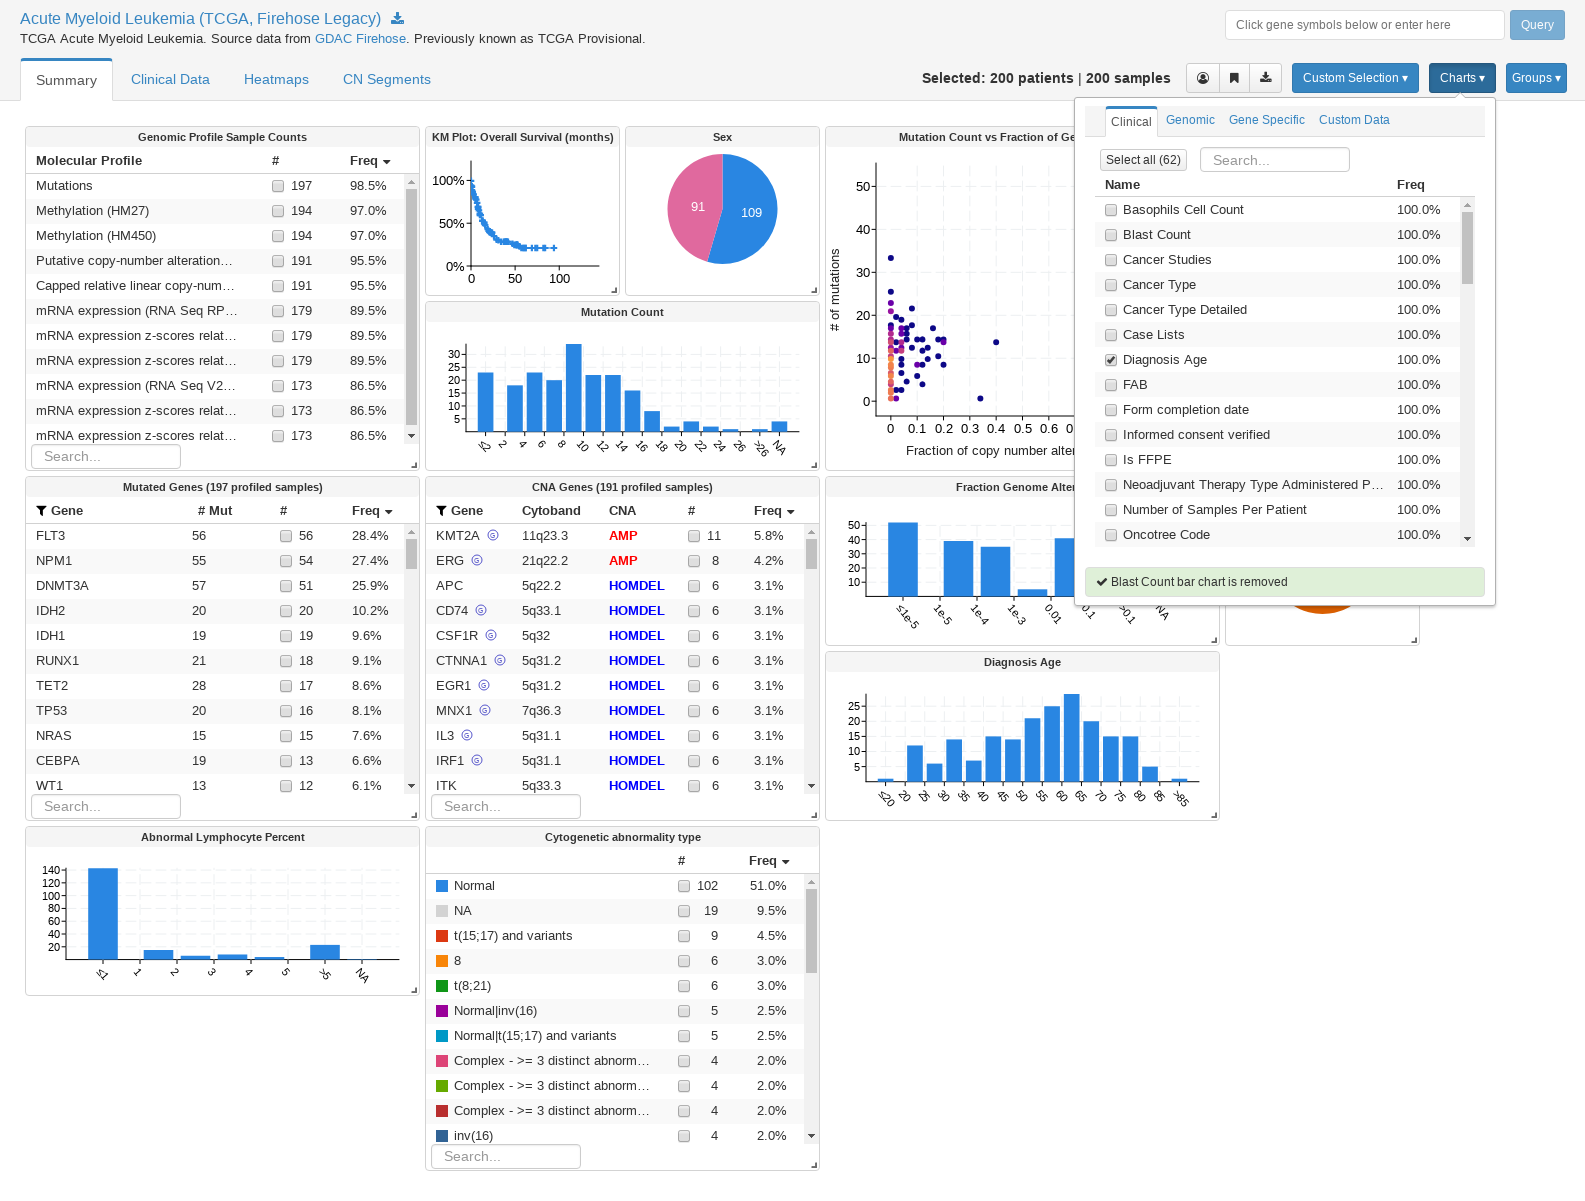 Acute Myeloid Leukemia (TCGA, Firehose Legacy)
TCGA Acute Myeloid Leukemia. Source data from GDAC Firehose. Previously known as TCGA Provisional.
Click gene symbols below or enter here
Query
Summary
Clinical Data
Heatmaps
CN Segments
Selected: 200 patients | 200 samples
Custom Selection ▾
Charts ▾
Groups ▾
Genomic Profile Sample Counts
Molecular Profile # Freq
Mutations 197 98.5%
Methylation (HM27) 194 97.0%
Methylation (HM450) 194 97.0%
Putative copy-number alteration… 191 95.5%
Capped relative linear copy-num… 191 95.5%
mRNA expression (RNA Seq RP… 179 89.5%
mRNA expression z-scores relat… 179 89.5%
mRNA expression z-scores relat… 179 89.5%
mRNA expression (RNA Seq V2… 173 86.5%
mRNA expression z-scores relat… 173 86.5%
mRNA expression z-scores relat… 173 86.5%
Search...
KM Plot: Overall Survival (months)
100%
50%
0%
0 50 100
Sex
91
109
Mutation Count
30
25
20
15
10
5
≤2 2 4 6 8 10 12 14 16 18 20 22 24 26 >26 NA
Mutation Count vs Fraction of Ge
# of mutations
50
40
30
20
10
0
0 0.1 0.2 0.3 0.4 0.5 0.6
Fraction of copy number alter
Clinical
Genomic
Gene Specific
Custom Data
Select all (62)
Search...
Name Freq
Basophils Cell Count 100.0%
Blast Count 100.0%
Cancer Studies 100.0%
Cancer Type 100.0%
Cancer Type Detailed 100.0%
Case Lists 100.0%
Diagnosis Age 100.0%
FAB 100.0%
Form completion date 100.0%
Informed consent verified 100.0%
Is FFPE 100.0%
Neoadjuvant Therapy Type Administered P… 100.0%
Number of Samples Per Patient 100.0%
Oncotree Code 100.0%
Blast Count bar chart is removed
Mutated Genes (197 profiled samples)
Gene # Mut # Freq
FLT3 56 56 28.4%
NPM1 55 54 27.4%
DNMT3A 57 51 25.9%
IDH2 20 20 10.2%
IDH1 19 19 9.6%
RUNX1 21 18 9.1%
TET2 28 17 8.6%
TP53 20 16 8.1%
NRAS 15 15 7.6%
CEBPA 19 13 6.6%
WT1 13 12 6.1%
Search...
CNA Genes (191 profiled samples)
Gene Cytoband CNA # Freq
KMT2A G 11q23.3 AMP 11 5.8%
ERG G 21q22.2 AMP 8 4.2%
APC 5q22.2 HOMDEL 6 3.1%
CD74 G 5q33.1 HOMDEL 6 3.1%
CSF1R G 5q32 HOMDEL 6 3.1%
CTNNA1 G 5q31.2 HOMDEL 6 3.1%
EGR1 G 5q31.2 HOMDEL 6 3.1%
MNX1 G 7q36.3 HOMDEL 6 3.1%
IL3 G 5q31.1 HOMDEL 6 3.1%
IRF1 G 5q31.1 HOMDEL 6 3.1%
ITK 5q33.3 HOMDEL 6 3.1%
Search...
Fraction Genome Alter
50
40
30
20
10
≤1e-5 1e-5 1e-4 1e-3 0.01 0.1 >0.1 NA
Diagnosis Age
25
20
15
10
5
≤20 20 25 30 35 40 45 50 55 60 65 70 75 80 85 >85
Abnormal Lymphocyte Percent
140
120
100
80
60
40
20
≤1 1 2 3 4 5 >5 NA
Cytogenetic abnormality type
# Freq
Normal 102 51.0%
NA 19 9.5%
t(15;17) and variants 9 4.5%
8 6 3.0%
t(8;21) 6 3.0%
Normal|inv(16) 5 2.5%
Normal|t(15;17) and variants 5 2.5%
Complex - >= 3 distinct abnorm… 4 2.0%
Complex - >= 3 distinct abnorm… 4 2.0%
Complex - >= 3 distinct abnorm… 4 2.0%
inv(16) 4 2.0%
Search...